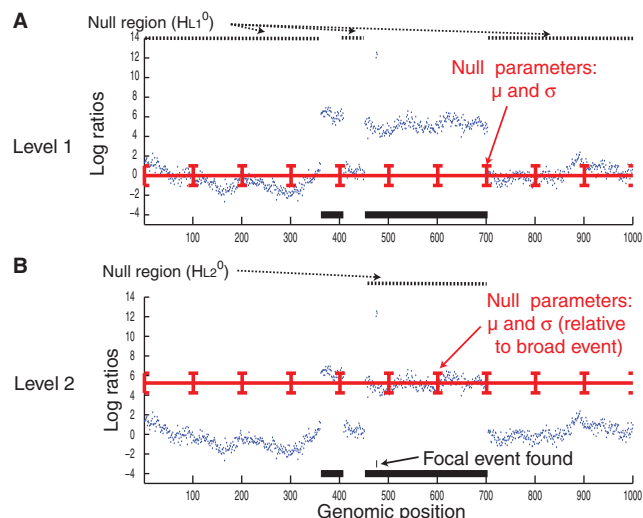 A
Null region (HL1⁰)
14
12
10
8
6
4
2
0
−2
−4
Log ratios
Level 1
Null parameters:
μ and σ
100 200 300 400 500 600 700 800 900 1000
B
Null region (HL2⁰)
14
12
10
8
6
4
2
0
−2
−4
Log ratios
Level 2
Null parameters:
μ and σ (relative
to broad event)
Focal event found
100 200 300 400 500 600 700 800 900 1000
Genomic position